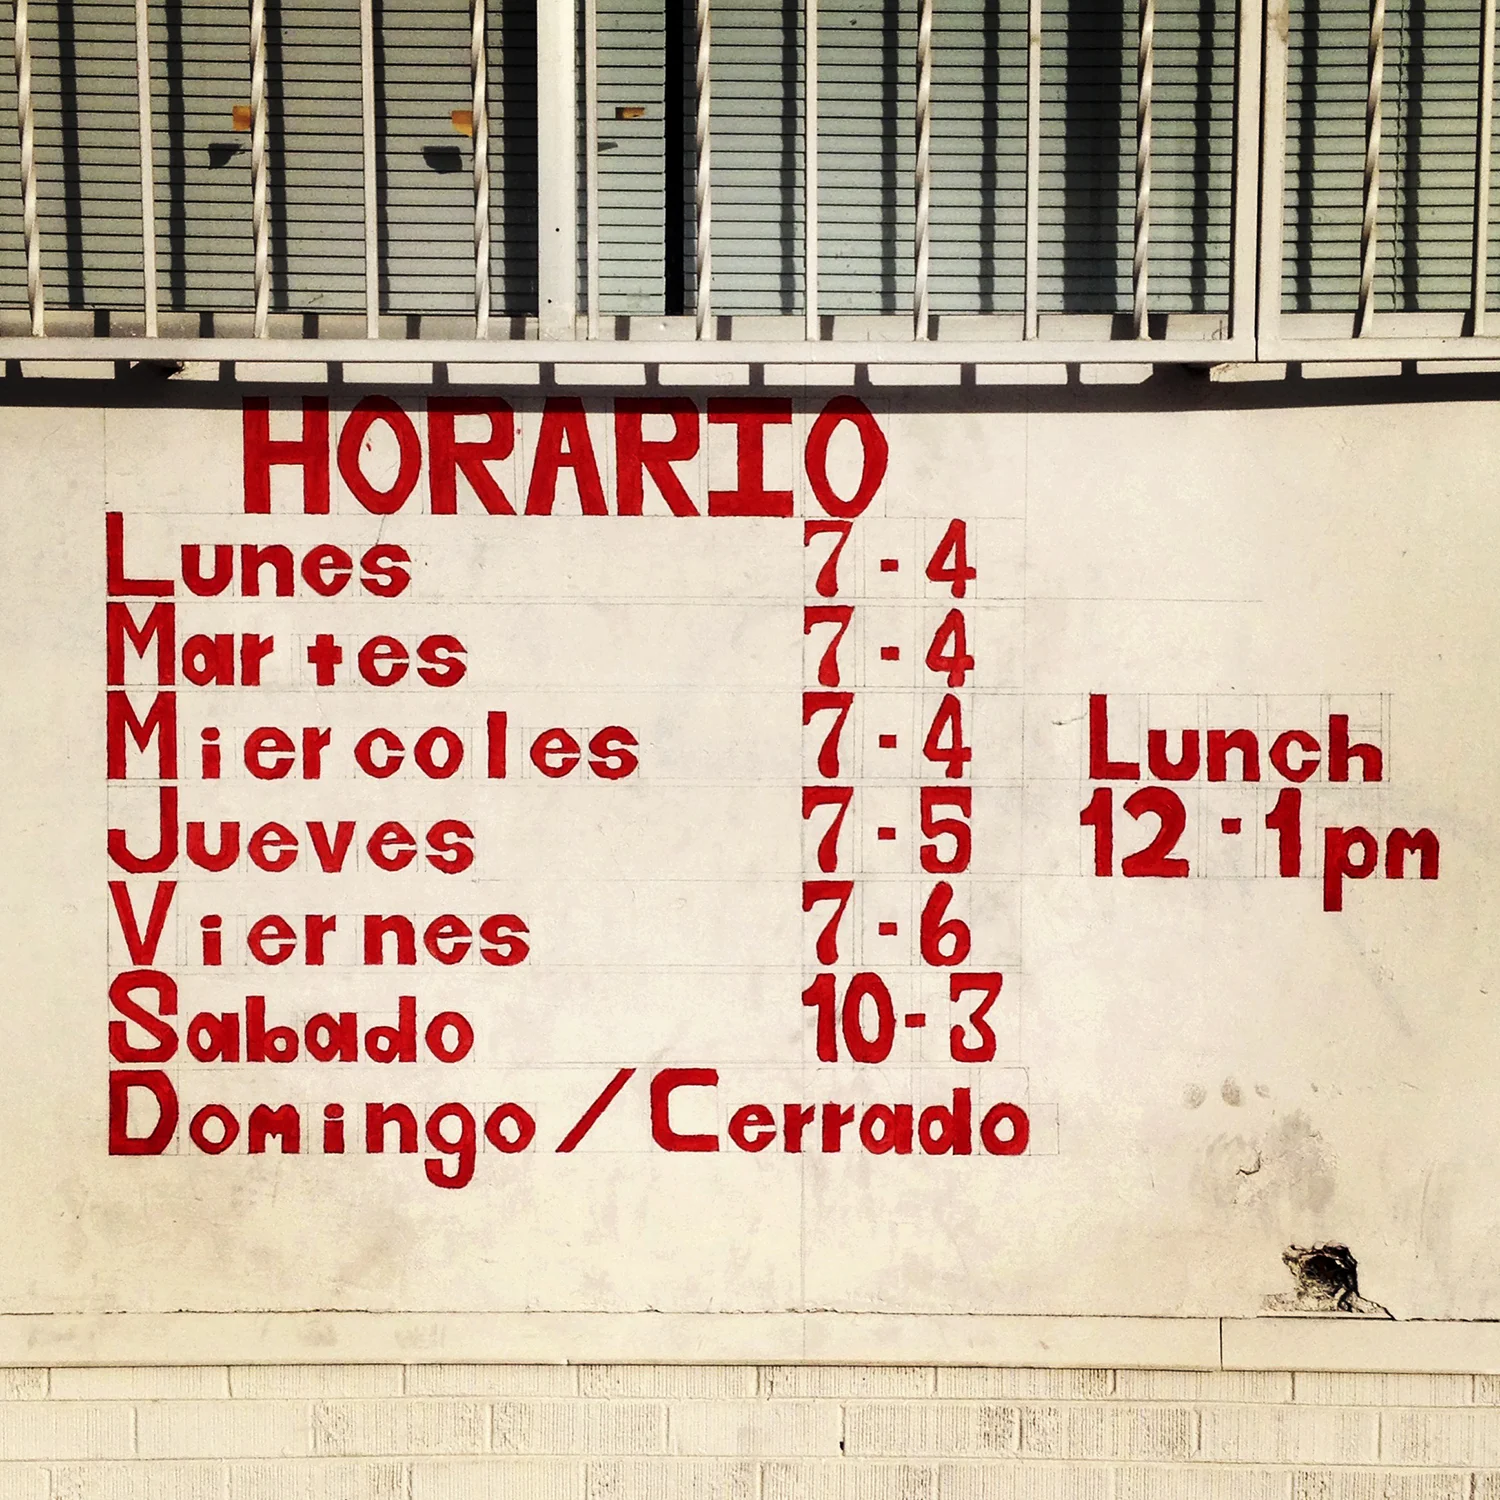 HORARIO
Lunes 7 - 4
Martes 7 - 4
Miercoles 7 - 4
Jueves 7 - 5
Viernes 7 - 6
Sabado 10 - 3
Domingo / Cerrado
Lunch
12 - 1pm